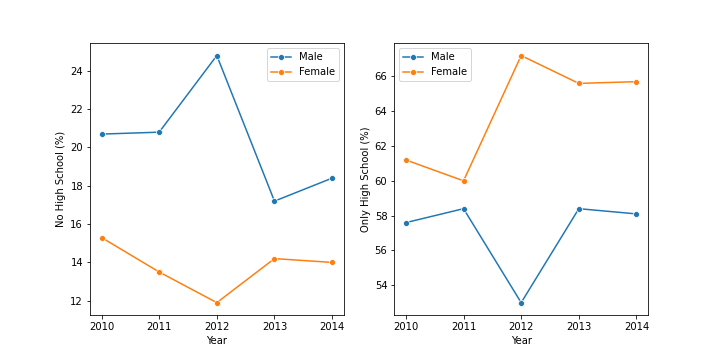 No High School (%)
24
22
20
18
16
14
12
2010 2011 2012 2013 2014
Year
Male
Female
Only High School (%)
66
64
62
60
58
56
54
2010 2011 2012 2013 2014
Year
Male
Female